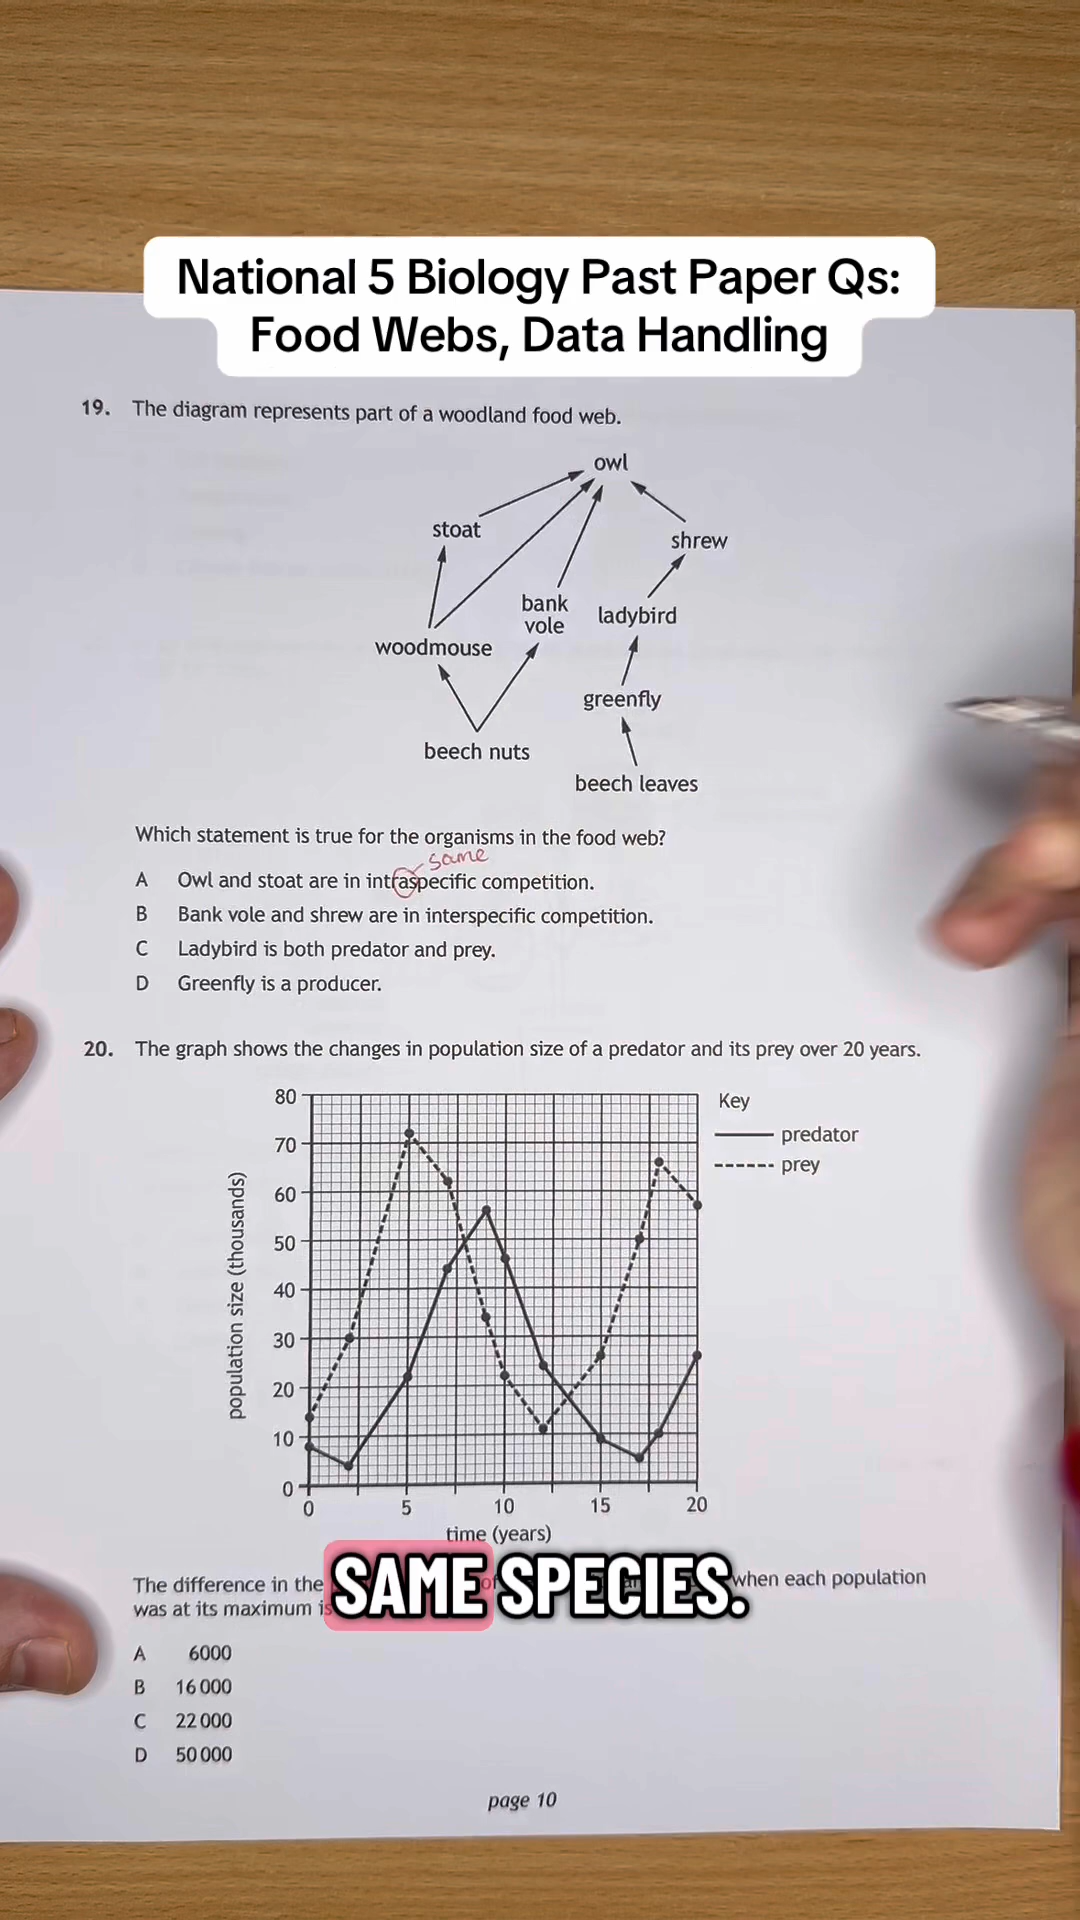 National 5 Biology Past Paper Qs:
Food Webs, Data Handling
19. The diagram represents part of a woodland food web.
owl
stoat
shrew
bank
vole
ladybird
woodmouse
greenfly
beech nuts
beech leaves
Which statement is true for the organisms in the food web?
same
A Owl and stoat are in intraspecific competition.
B Bank vole and shrew are in interspecific competition.
C Ladybird is both predator and prey.
D Greenfly is a producer.
20. The graph shows the changes in population size of a predator and its prey over 20 years.
80
70
60
50
40
30
20
10
0
population size (thousands)
Key
predator
prey
0 5 10 15 20
time (years)
SAME SPECIES.
The difference in the of when each population
was at its maximum is
A 6000
B 16 000
C 22 000
D 50 000
page 10